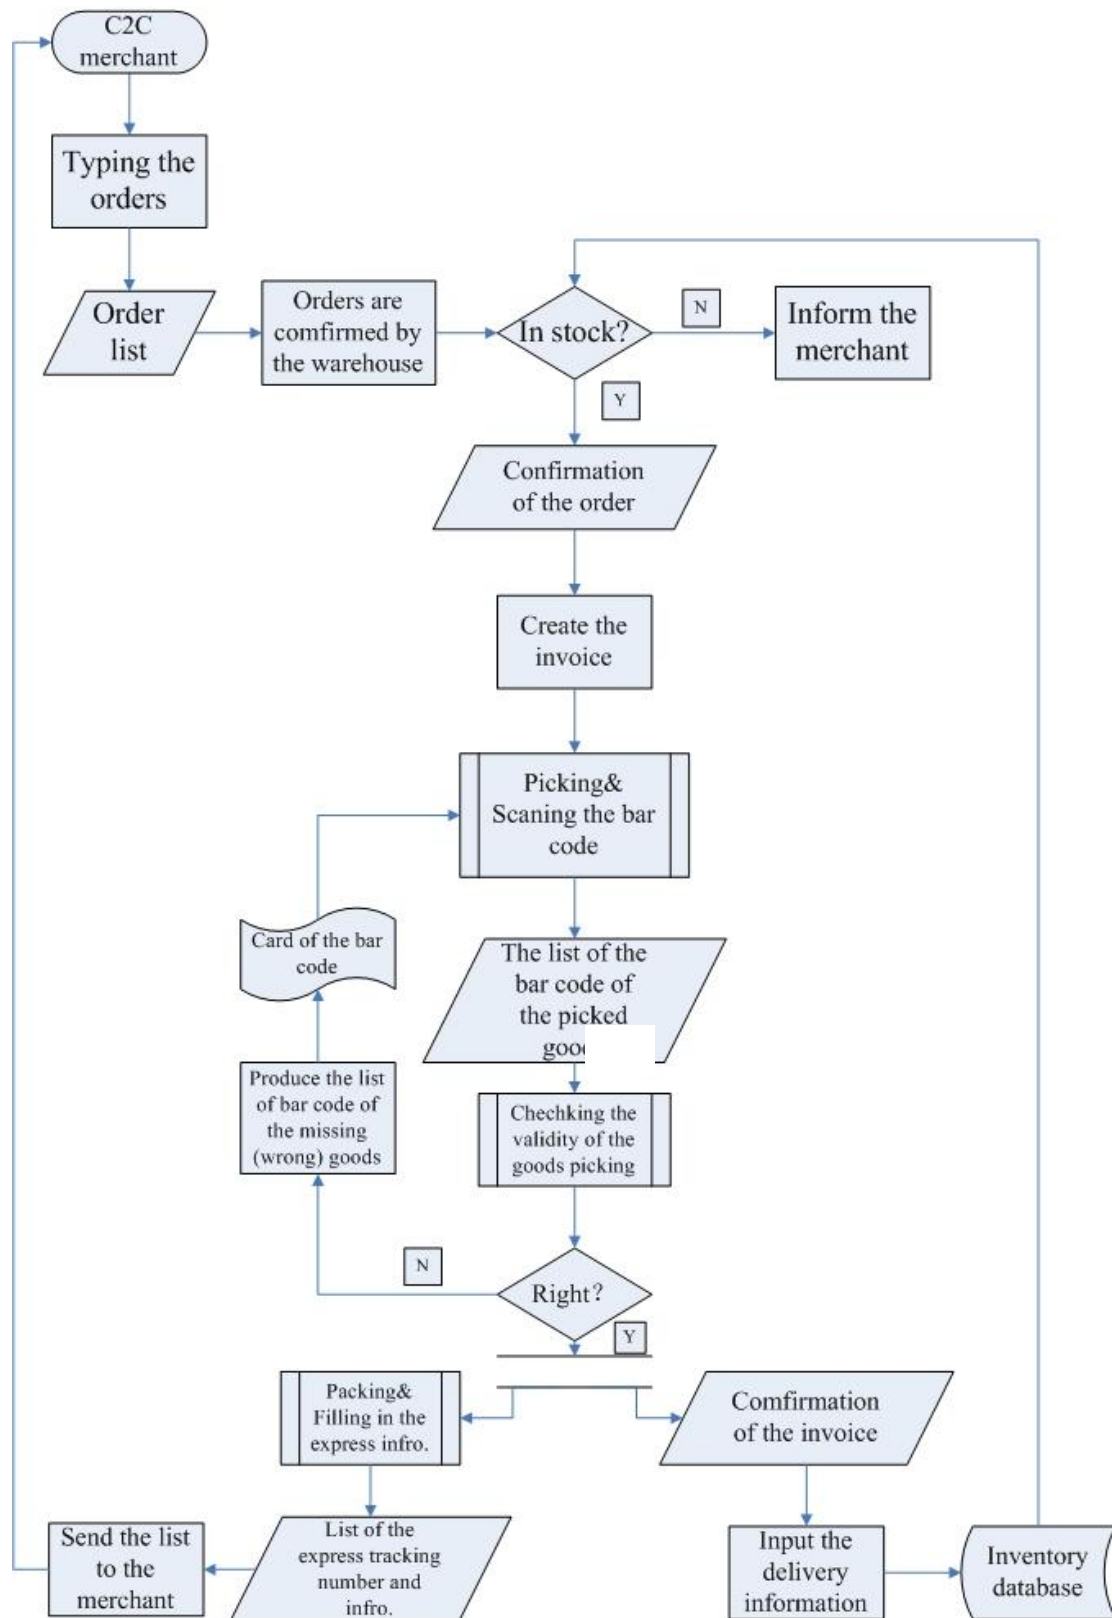 C2C
merchant
Typing the
orders
Order
list
Orders are
comfirmed by
the warehouse
In stock?
N
Inform the
merchant
Y
Confirmation
of the order
Create the
invoice
Picking&
Scaning the bar
code
Card of the bar
code
The list of the
bar code of
the picked
Produce the list
of bar code of
the missing
(wrong) goods
Chechking the
validity of the
goods picking
N
Right?
Y
Packing&
Filling in the
express infro.
Comfirmation
of the invoice
Send the list
to the
merchant
List of the
express tracking
number and
infro.
Input the
delivery
information
Inventory
database